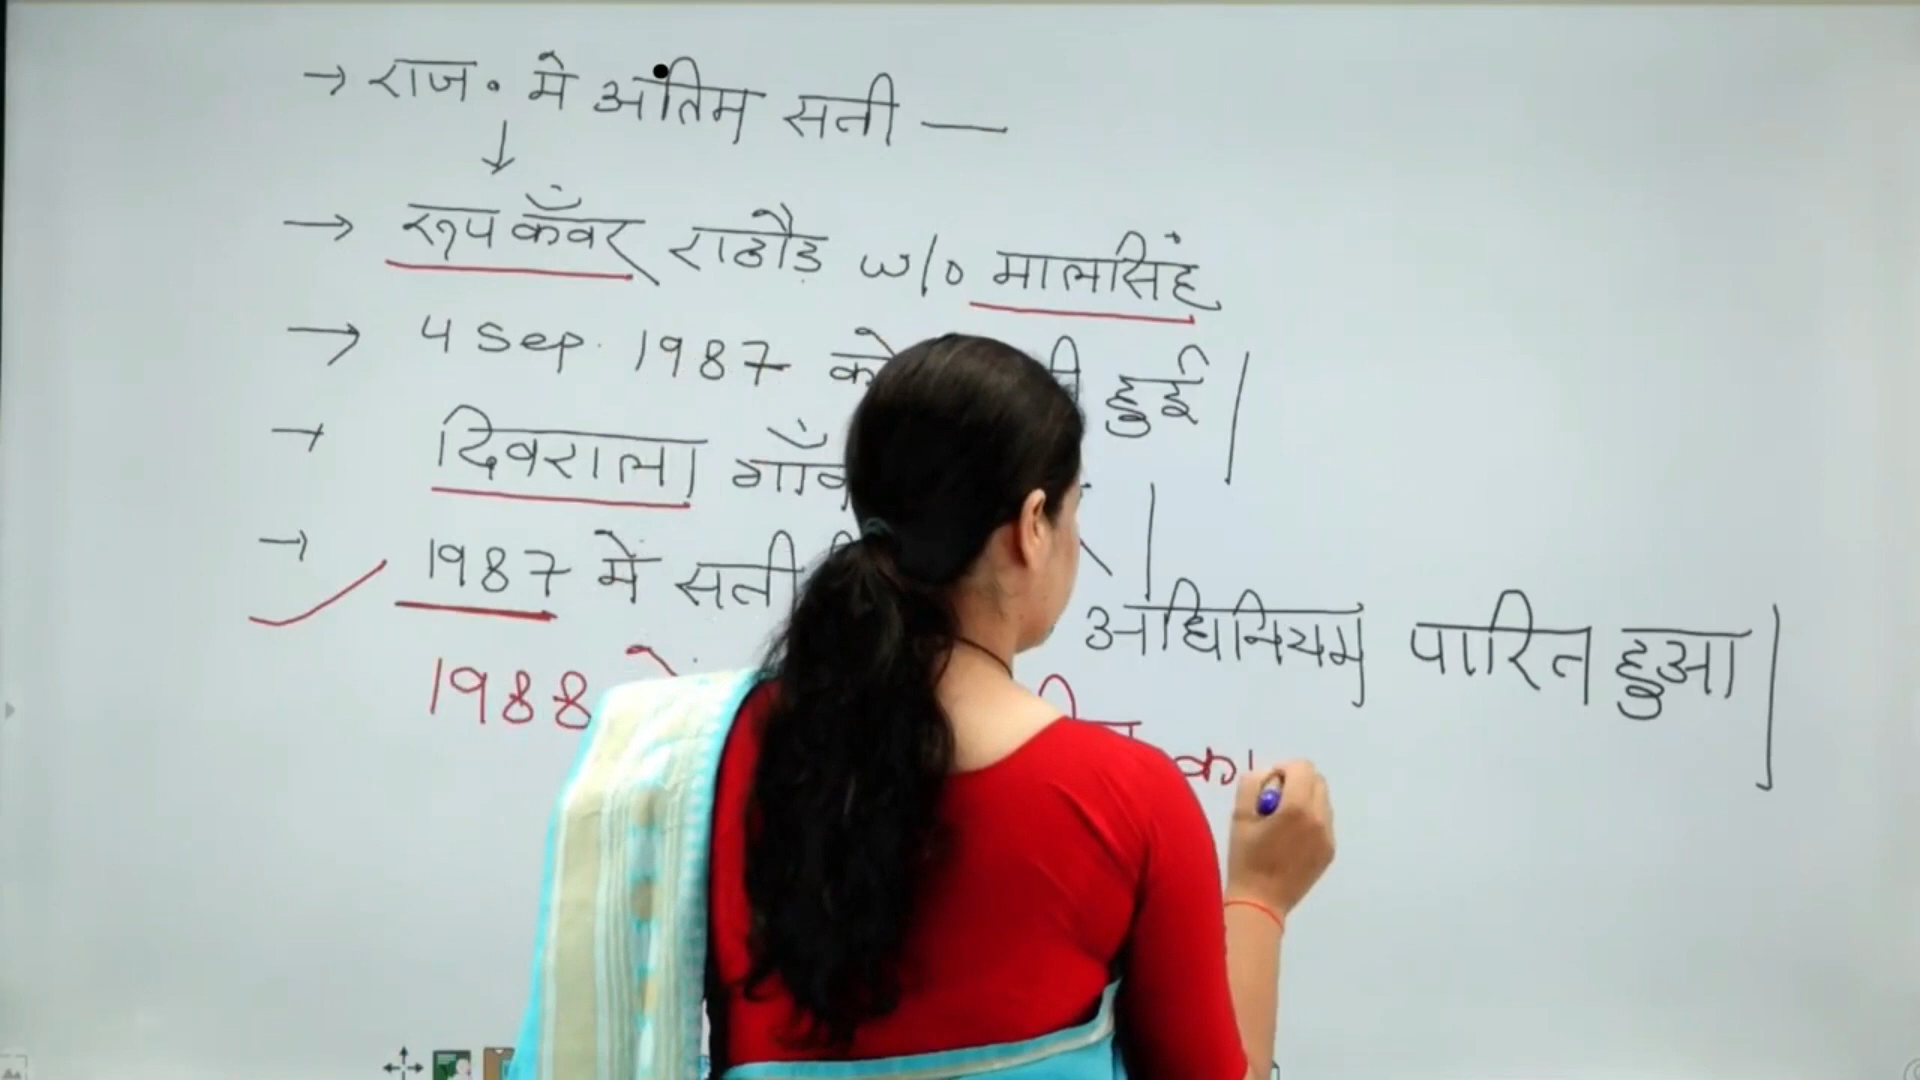 → राज॰ मे अंतिम सती —
→ रूपकँवर राठौड़ w/o मालसिंह
→ 4 Sep. 1987 को हुई |
→ दिवराला गाँव
→ 1987 में सती अधिनियम पारित हुआ |
1988